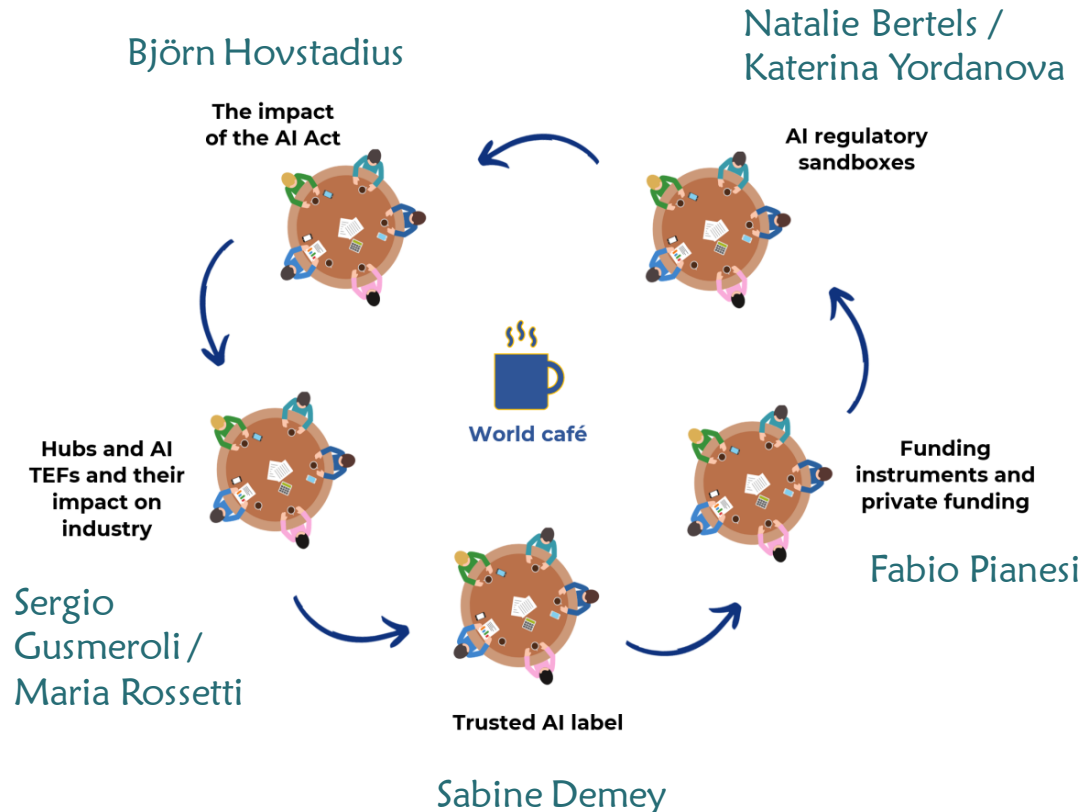 Björn Hovstadius
The impact
of the AI Act
Natalie Bertels /
Katerina Yordanova
AI regulatory
sandboxes
World café
Hubs and AI
TEFs and their
impact on
industry
Sergio
Gusmeroli /
Maria Rossetti
Funding
instruments and
private funding
Fabio Pianesi
Trusted AI label
Sabine Demey